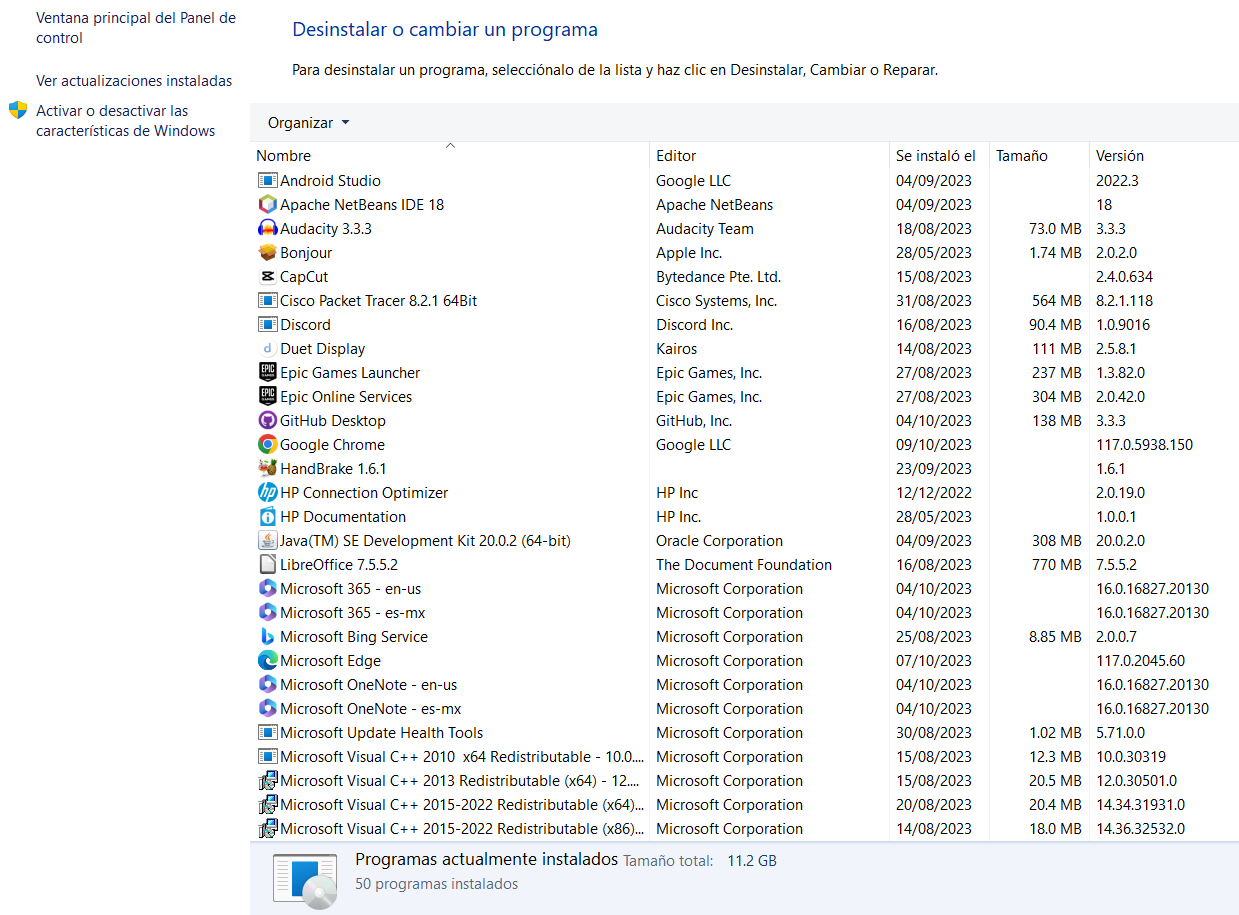 Ventana principal del Panel de
control
Ver actualizaciones instaladas
Activar o desactivar las
características de Windows
Desinstalar o cambiar un programa
Para desinstalar un programa, selecciónalo de la lista y haz clic en Desinstalar, Cambiar o Reparar.
Organizar
Nombre Editor Se instaló el Tamaño Versión
Android Studio Google LLC 04/09/2023 2022.3
Apache NetBeans IDE 18 Apache NetBeans 04/09/2023 18
Audacity 3.3.3 Audacity Team 18/08/2023 73.0 MB 3.3.3
Bonjour Apple Inc. 28/05/2023 1.74 MB 2.0.2.0
CapCut Bytedance Pte. Ltd. 15/08/2023 2.4.0.634
Cisco Packet Tracer 8.2.1 64Bit Cisco Systems, Inc. 31/08/2023 564 MB 8.2.1.118
Discord Discord Inc. 16/08/2023 90.4 MB 1.0.9016
d Duet Display Kairos 14/08/2023 111 MB 2.5.8.1
EPIC GAMES Epic Games Launcher Epic Games, Inc. 27/08/2023 237 MB 1.3.82.0
EPIC GAMES Epic Online Services Epic Games, Inc. 27/08/2023 304 MB 2.0.42.0
GitHub Desktop GitHub, Inc. 04/10/2023 138 MB 3.3.3
Google Chrome Google LLC 09/10/2023 117.0.5938.150
HandBrake 1.6.1 23/09/2023 1.6.1
hp HP Connection Optimizer HP Inc 12/12/2022 2.0.19.0
HP Documentation HP Inc. 28/05/2023 1.0.0.1
Java(TM) SE Development Kit 20.0.2 (64-bit) Oracle Corporation 04/09/2023 308 MB 20.0.2.0
LibreOffice 7.5.5.2 The Document Foundation 16/08/2023 770 MB 7.5.5.2
Microsoft 365 - en-us Microsoft Corporation 04/10/2023 16.0.16827.20130
Microsoft 365 - es-mx Microsoft Corporation 04/10/2023 16.0.16827.20130
Microsoft Bing Service Microsoft Corporation 25/08/2023 8.85 MB 2.0.0.7
Microsoft Edge Microsoft Corporation 07/10/2023 117.0.2045.60
Microsoft OneNote - en-us Microsoft Corporation 04/10/2023 16.0.16827.20130
Microsoft OneNote - es-mx Microsoft Corporation 04/10/2023 16.0.16827.20130
Microsoft Update Health Tools Microsoft Corporation 30/08/2023 1.02 MB 5.71.0.0
Microsoft Visual C++ 2010  x64 Redistributable - 10.0.... Microsoft Corporation 15/08/2023 12.3 MB 10.0.30319
Microsoft Visual C++ 2013 Redistributable (x64) - 12.... Microsoft Corporation 15/08/2023 20.5 MB 12.0.30501.0
Microsoft Visual C++ 2015-2022 Redistributable (x64)... Microsoft Corporation 20/08/2023 20.4 MB 14.34.31931.0
Microsoft Visual C++ 2015-2022 Redistributable (x86)... Microsoft Corporation 14/08/2023 18.0 MB 14.36.32532.0
Programas actualmente instalados Tamaño total: 11.2 GB
50 programas instalados